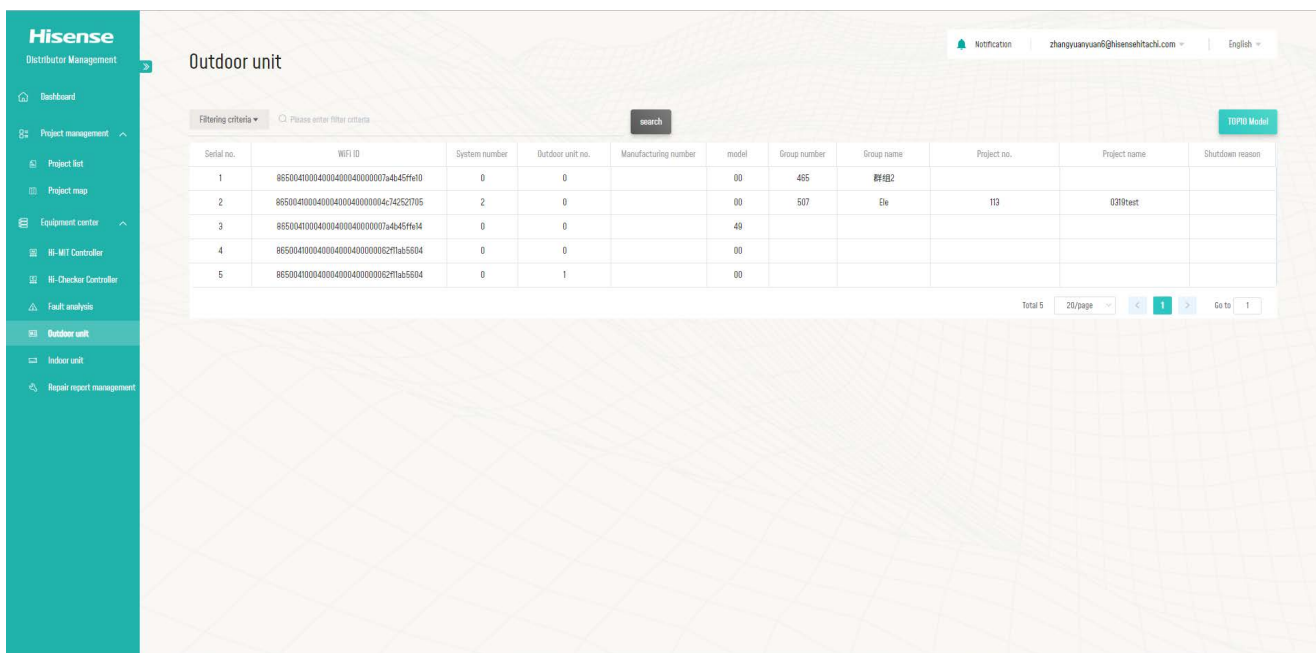 Hisense
Distributor Management
Dashboard
Project management
Project list
Project map
Equipment center
Hi-MIT Controller
Hi-Checker Controller
Fault analysis
Outdoor unit
Indoor unit
Repair report management
Notification zhangyuanyuan6@hisensehitachi.com English
Outdoor unit
Filtering criteria Please enter filter criteria search TOP10 Model
Serial no. WiFi ID System number Outdoor unit no. Manufacturing number model Group number Group name Project no. Project name Shutdown reason
1 86500410004000400040000007a4b45ffe10 0 0 00 465 群组2
2 86500410004000400040000004c742521705 2 0 00 507 Ele 113 0319test
3 86500410004000400040000007a4b45ffe14 0 0 49
4 865004100040004000400000062f11ab5604 0 0 00
5 865004100040004000400000062f11ab5604 0 1 00
Total 5 20/page < 1 > Go to 1